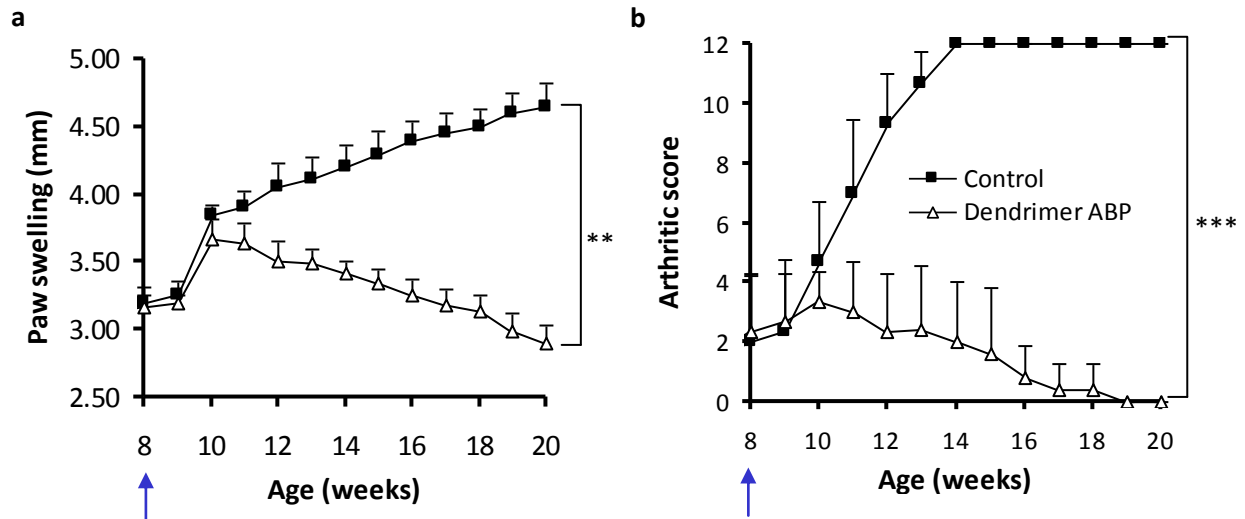 a
Paw swelling (mm)
5.00
4.50
4.00
3.50
3.00
2.50
8 10 12 14 16 18 20
Age (weeks)
**
b
Arthritic score
12
10
8
6
4
2
0
Control
Dendrimer ABP
8 10 12 14 16 18 20
Age (weeks)
***